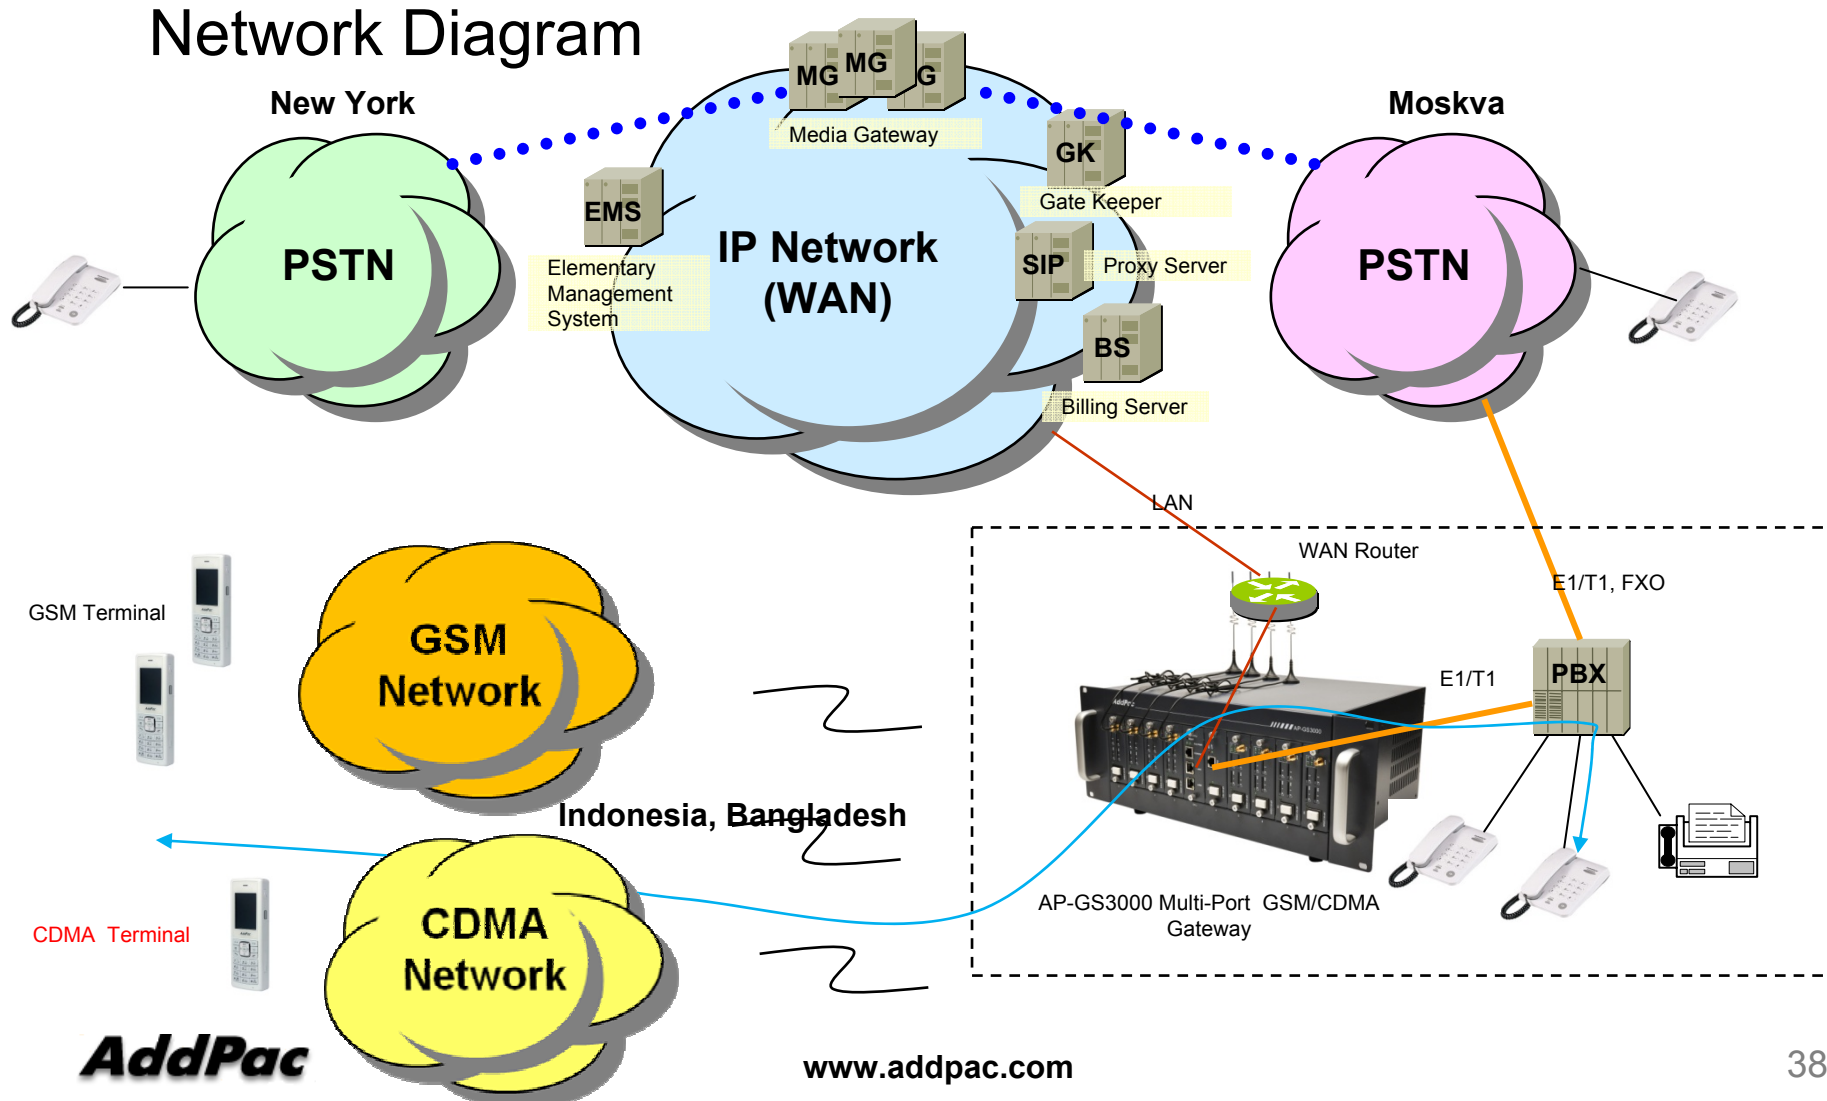 Network Diagram
New York
Moskva
MG
MG
G
Media Gateway
GK
Gate Keeper
EMS
Elementary
Management
System
PSTN
IP Network
(WAN)
SIP
Proxy Server
PSTN
BS
Billing Server
LAN
WAN Router
E1/T1, FXO
GSM Terminal
GSM
Network
E1/T1
PBX
AddPac
AP-GS3000
Indonesia, Bangladesh
AP-GS3000 Multi-Port GSM/CDMA
Gateway
CDMA Terminal
CDMA
Network
AddPac
www.addpac.com
38